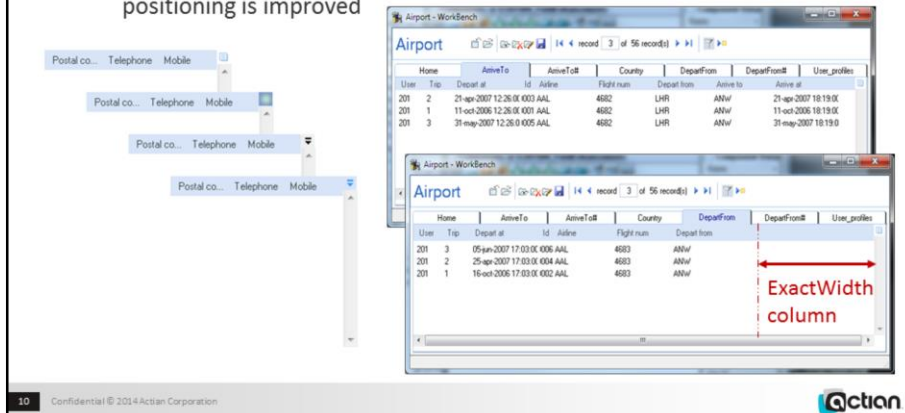 positioning is improved
Postal co... Telephone Mobile
Postal co... Telephone Mobile
Postal co... Telephone Mobile
Postal co... Telephone Mobile
Airport - WorkBench
Airport record 3 of 56 record(s)
Home ArriveTo ArriveTo# County DepartFrom DepartFrom# User_profiles
User Trip Depart at Id Airline Flight num Depart from Arrive to Arrive at
201 2 21-apr-2007 12:26:0( 003 AAL 4682 LHR ANW 21-apr-2007 18:19:0(
201 1 11-oct-2006 12:26:0( 001 AAL 4682 LHR ANW 11-oct-2006 18:19:0(
201 3 31-may-2007 12:26:0 005 AAL 4682 LHR ANW 31-may-2007 18:19:0
Airport - WorkBench
Airport record 3 of 56 record(s)
Home ArriveTo ArriveTo# County DepartFrom DepartFrom# User_profiles
User Trip Depart at Id Airline Flight num Depart from
201 3 05-jun-2007 17:03:0( 006 AAL 4683 ANW
201 2 25-apr-2007 17:03:0( 004 AAL 4683 ANW
201 1 16-oct-2006 17:03:0( 002 AAL 4683 ANW
ExactWidth
column
10 Confidential © 2014 Actian Corporation
actian